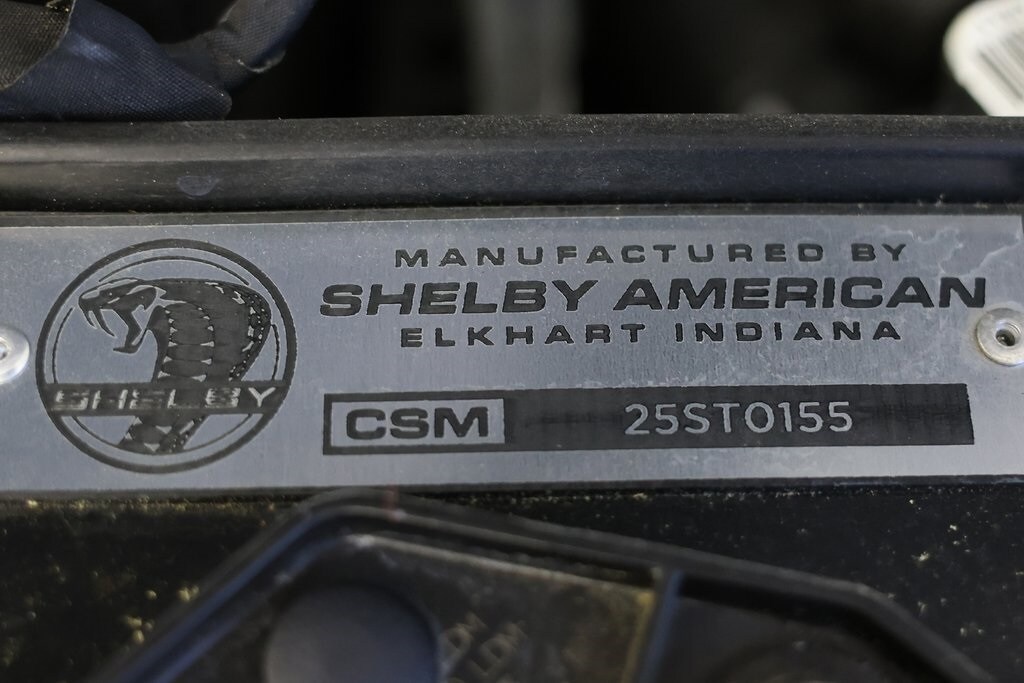 MANUFACTURED BY
SHELBY AMERICAN
ELKHART INDIANA
SHELBY
CSM 25ST0155